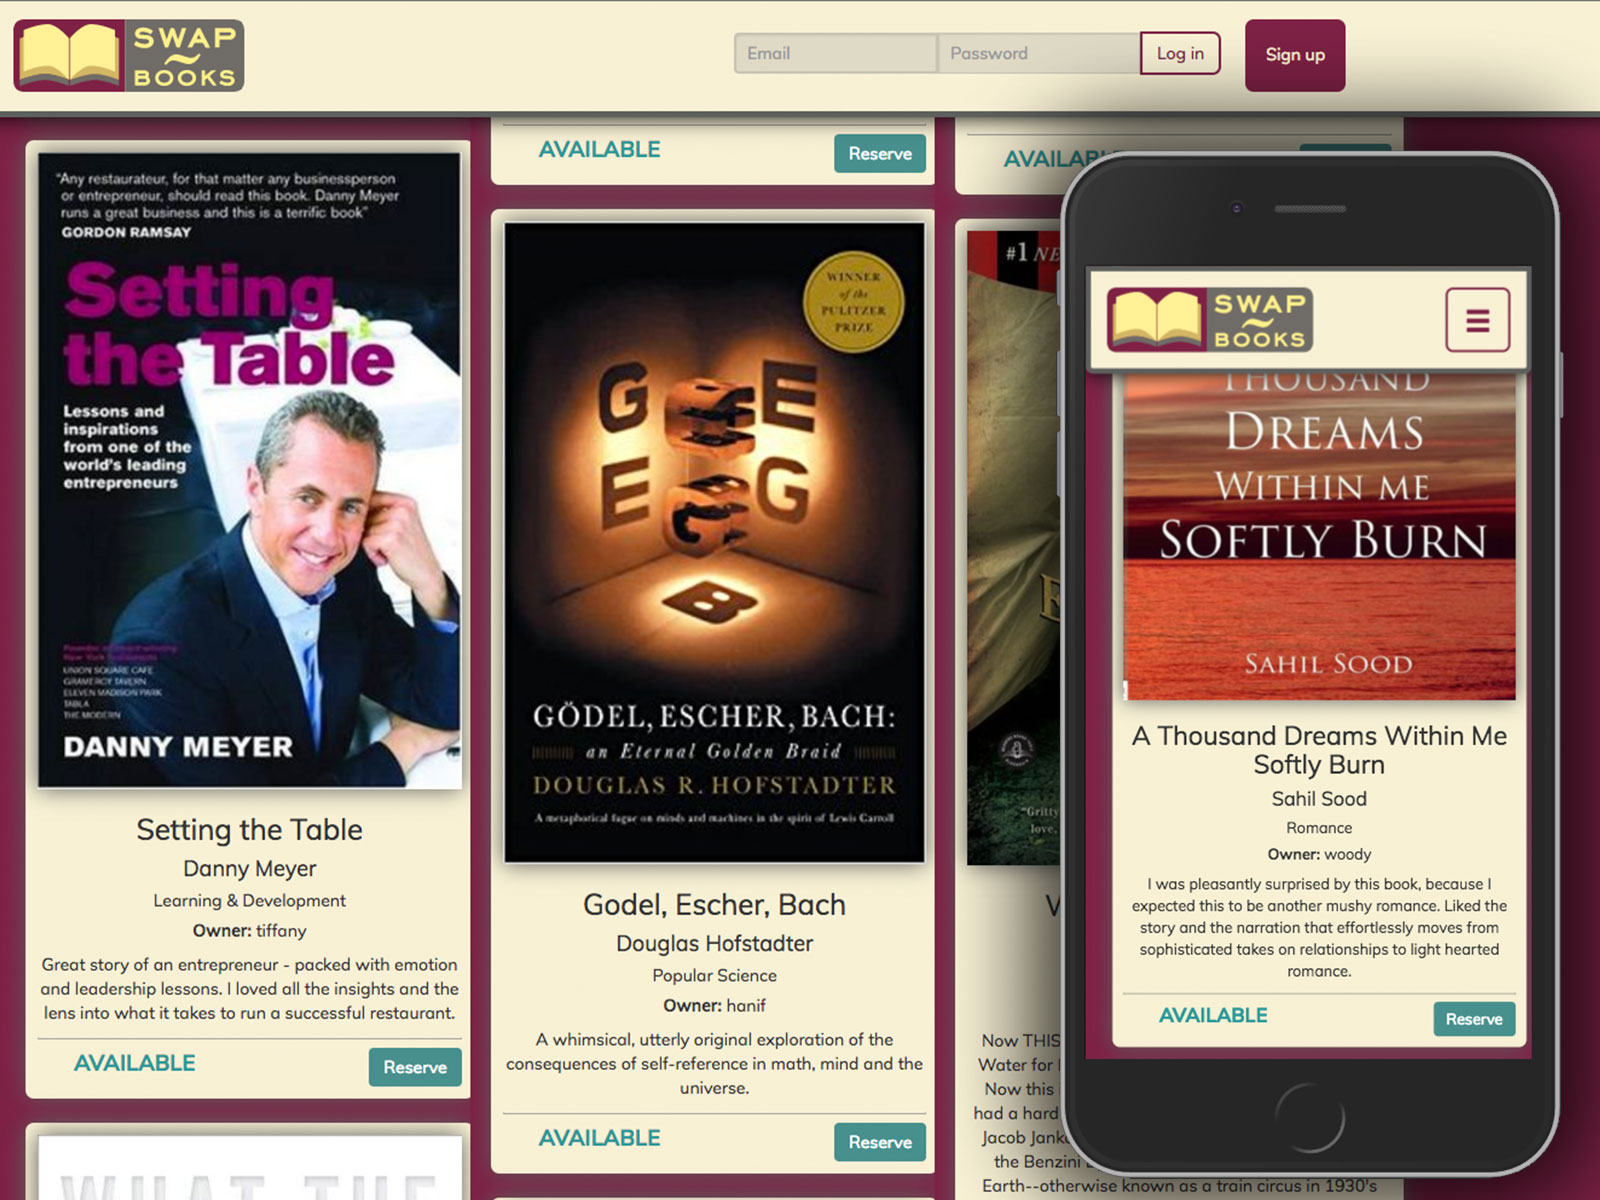 SWAP
~
BOOKS
Email
Password
Log in
Sign up
"Any restaurateur, for that matter any businessperson
or entrepreneur, should read this book. Danny Meyer
runs a great business and this is a terrific book"
GORDON RAMSAY
Setting
the Table
Lessons and
inspirations
from one of the
world's leading
entrepreneurs
UNION SQUARE CAFE
GRAMERCY TAVERN
ELEVEN MADISON PARK
TABLA
THE MODERN
DANNY MEYER
Setting the Table
Danny Meyer
Learning & Development
Owner: tiffany
Great story of an entrepreneur - packed with emotion
and leadership lessons. I loved all the insights and the
lens into what it takes to run a successful restaurant.
AVAILABLE
Reserve
WHAT THE
AVAILABLE
Reserve
WINNER
of the
PULITZER
PRIZE
G E
E G
B
GÖDEL, ESCHER, BACH:
an Eternal Golden Braid
DOUGLAS R. HOFSTADTER
A metaphorical fugue on minds and machines in the spirit of Lewis Carroll
Godel, Escher, Bach
Douglas Hofstadter
Popular Science
Owner: hanif
A whimsical, utterly original exploration of the
consequences of self-reference in math, mind and the
universe.
AVAILABLE
Reserve
AVAILABLE
#1 NE
"Gritty
love,
Now THIS
Water for
Now this
had a hard
Jacob Jank
the Benzini
Earth--otherwise known as a train circus in 1930's
SWAP
~
BOOKS
THOUSAND
DREAMS
WITHIN ME
SOFTLY BURN
SAHIL SOOD
A Thousand Dreams Within Me
Softly Burn
Sahil Sood
Romance
Owner: woody
I was pleasantly surprised by this book, because I
expected this to be another mushy romance. Liked the
story and the narration that effortlessly moves from
sophisticated takes on relationships to light hearted
romance.
AVAILABLE
Reserve